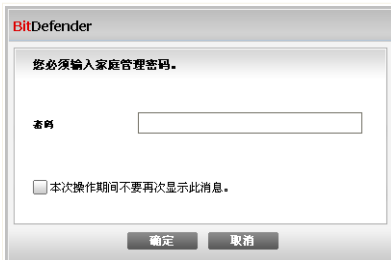 BitDefender
您必须输入家庭管理密码。
密码
本次操作期间不要再次显示此消息。
确定
取消